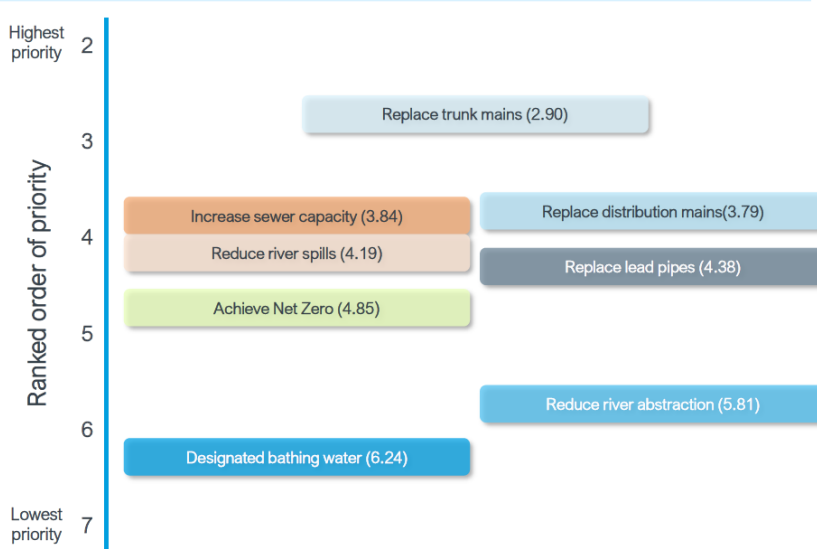 Highest
priority
2
Replace trunk mains (2.90)
3
Ranked order of priority
Increase sewer capacity (3.84)
Replace distribution mains(3.79)
4
Reduce river spills (4.19)
Replace lead pipes (4.38)
Achieve Net Zero (4.85)
5
Reduce river abstraction (5.81)
6
Designated bathing water (6.24)
Lowest
priority
7